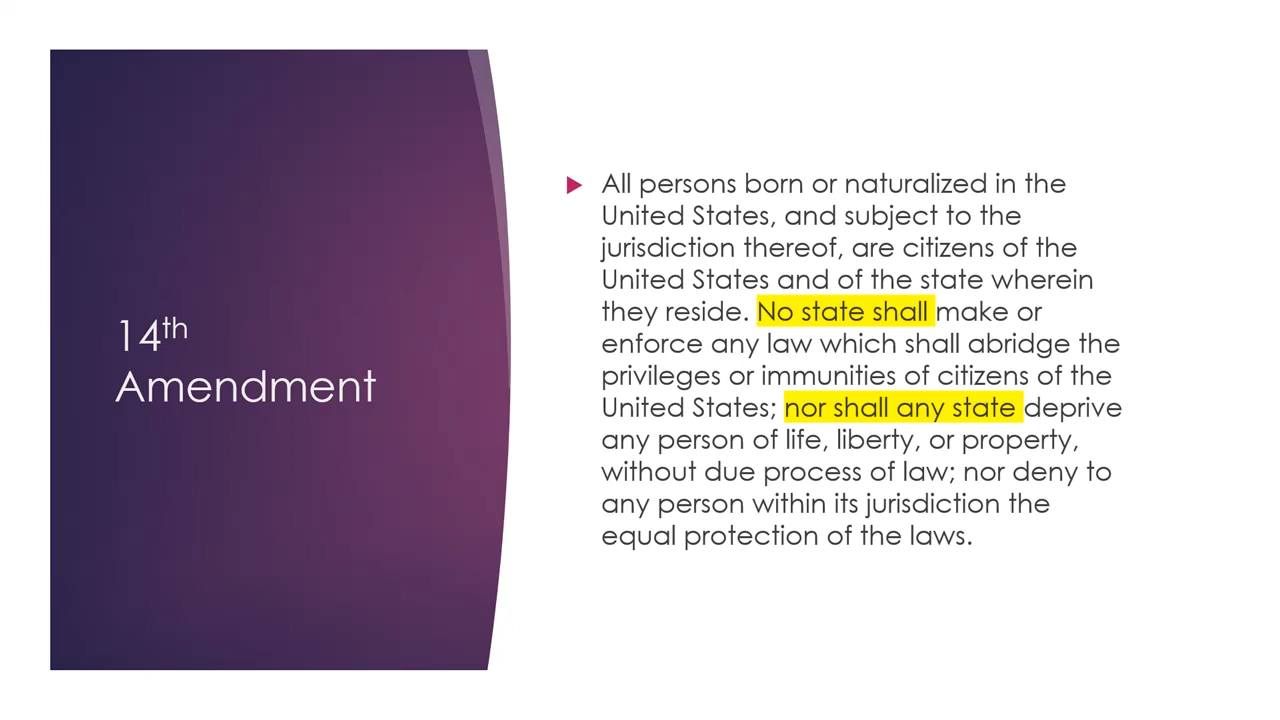 14th
Amendment
All persons born or naturalized in the
United States, and subject to the
jurisdiction thereof, are citizens of the
United States and of the state wherein
they reside. No state shall make or
enforce any law which shall abridge the
privileges or immunities of citizens of the
United States; nor shall any state deprive
any person of life, liberty, or property,
without due process of law; nor deny to
any person within its jurisdiction the
equal protection of the laws.